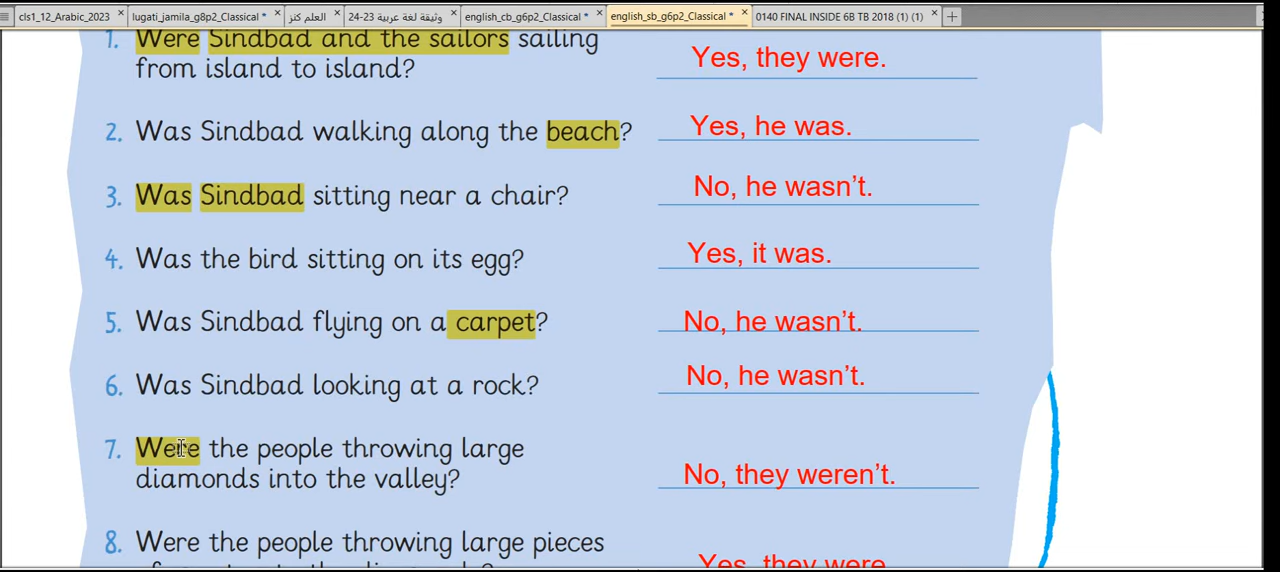 cls1_12_Arabic_2023
lugati_jamila_g8p2_Classical *
العلم كنز
وثيقة لغة عربية 24-23
english_cb_g6p2_Classical *
english_sb_g6p2_Classical *
0140 FINAL INSIDE 6B TB 2018 (1) (1)
1. Were Sindbad and the sailors sailing
from island to island?
Yes, they were.
2. Was Sindbad walking along the beach?
Yes, he was.
3. Was Sindbad sitting near a chair?
No, he wasn't.
4. Was the bird sitting on its egg?
Yes, it was.
5. Was Sindbad flying on a carpet?
No, he wasn't.
6. Was Sindbad looking at a rock?
No, he wasn't.
7. Were the people throwing large
diamonds into the valley?
No, they weren't.
8. Were the people throwing large pieces
Yes, they were